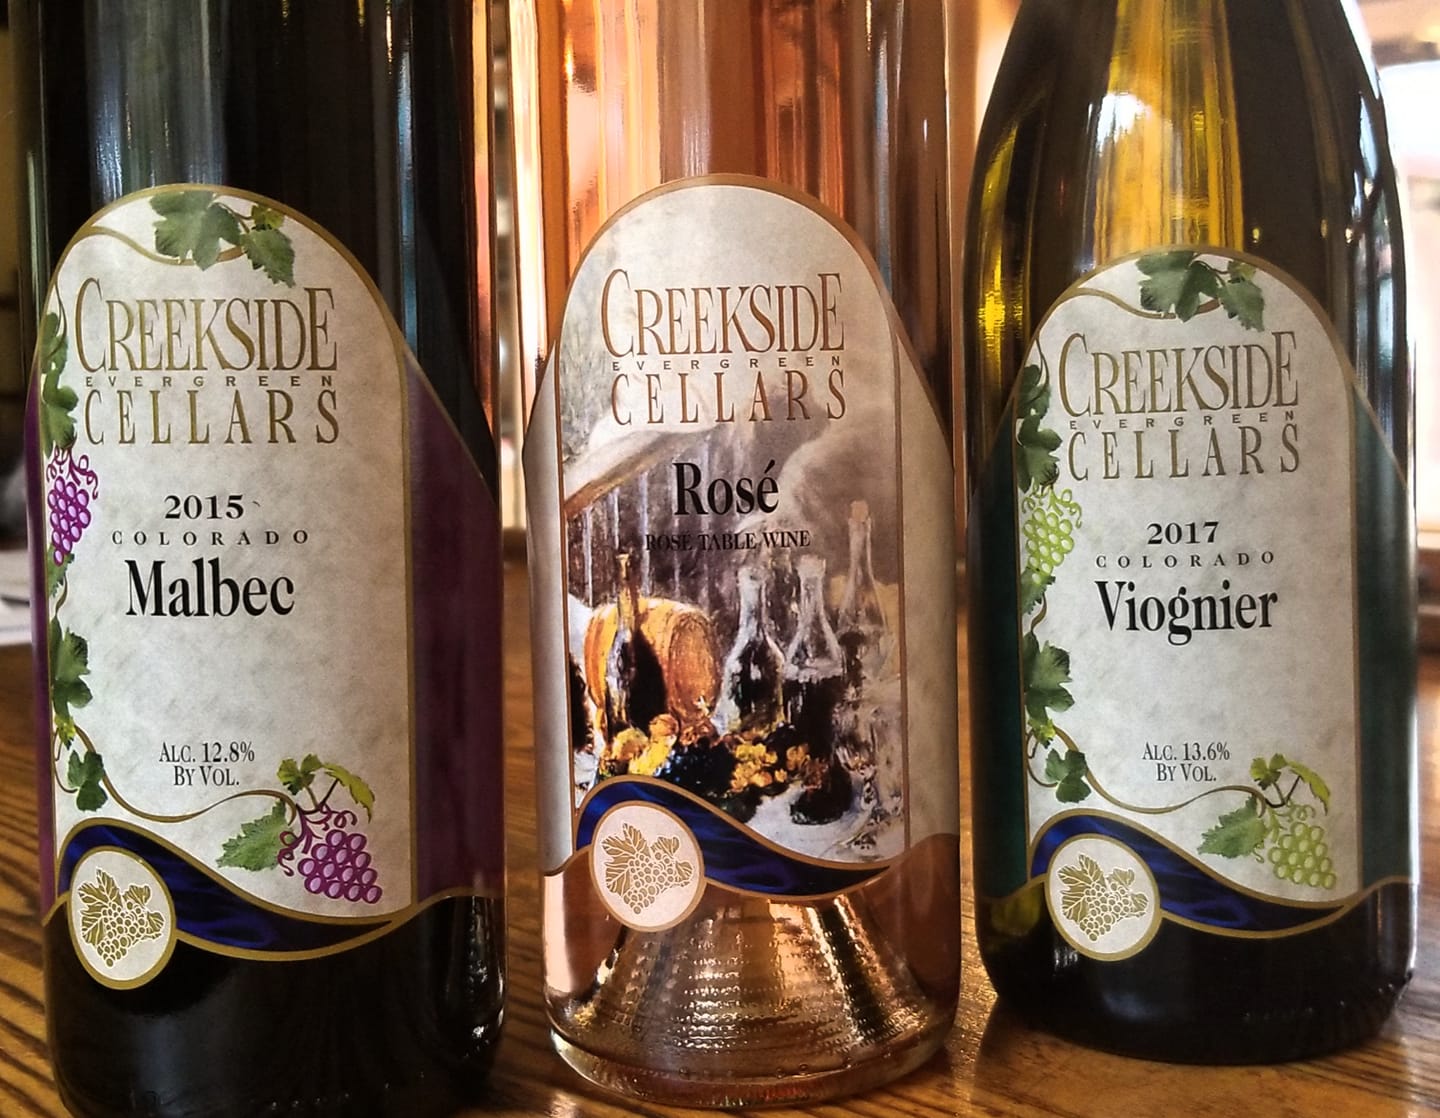 CREEKSIDE
EVERGREEN
CELLARS
2015
COLORADO
Malbec
ALC. 12.8%
BY VOL.
CREEKSIDE
EVERGREEN
CELLARS
Rosé
ROSE TABLE WINE
CREEKSIDE
EVERGREEN
CELLARS
2017
COLORADO
Viognier
ALC. 13.6%
BY VOL.